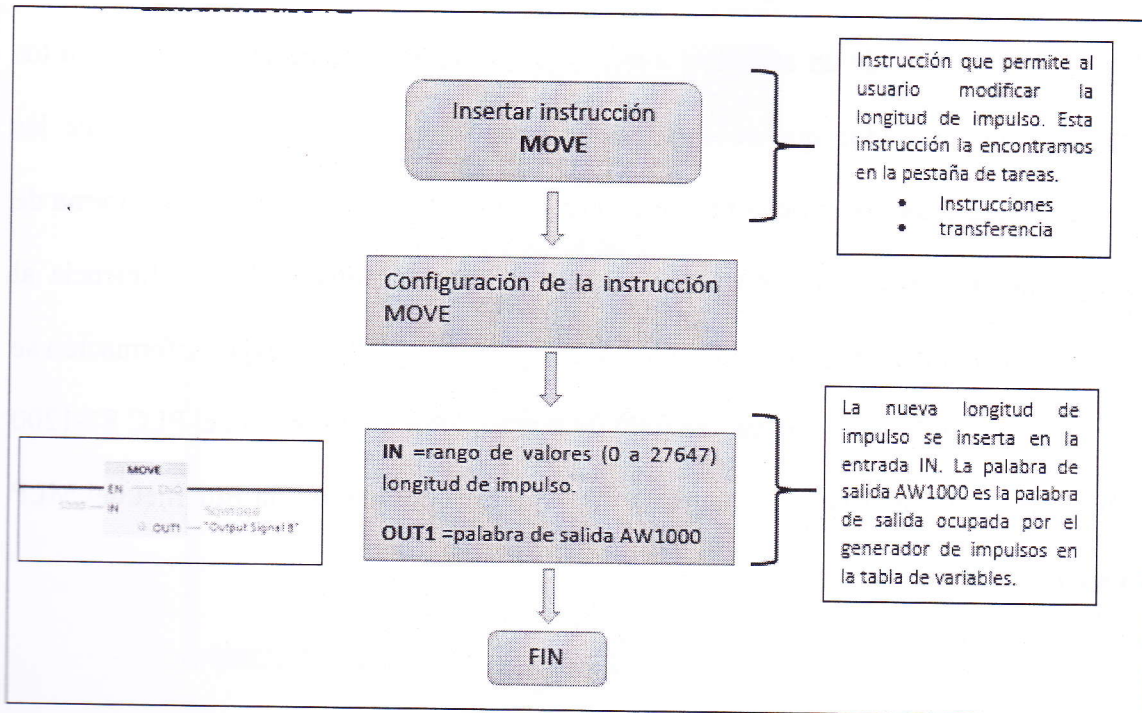 Insertar instrucción
MOVE
Instrucción que permite al
usuario modificar la
longitud de impulso. Esta
instrucción la encontramos
en la pestaña de tareas.
• Instrucciones
• transferencia
Configuración de la instrucción
MOVE
MOVE
EN ENO
5000 IN
OUT1 "Output Signal B"
IN =rango de valores (0 a 27647)
longitud de impulso.
OUT1 =palabra de salida AW1000
La nueva longitud de
impulso se inserta en la
entrada IN. La palabra de
salida AW1000 es la palabra
de salida ocupada por el
generador de impulsos en
la tabla de variables.
FIN